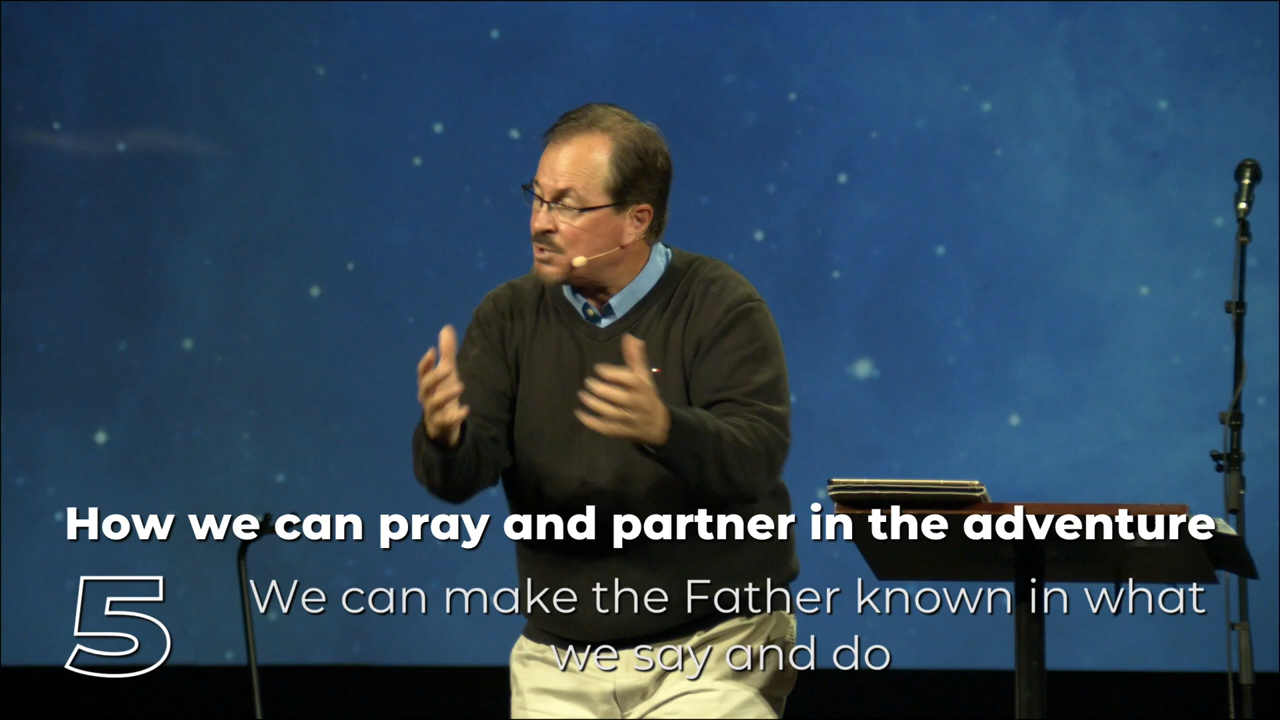 How we can pray and partner in the adventure
5
We can make the Father known in what
we say and do